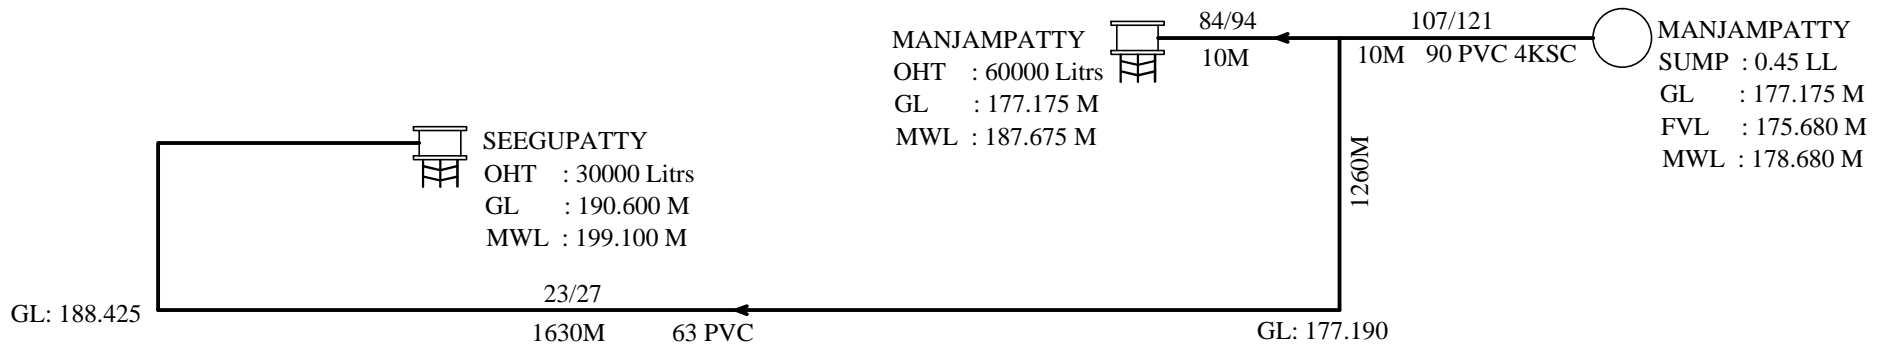 84/94
107/121
MANJAMPATTY
OHT : 60000 Litrs
GL : 177.175 M
MWL : 187.675 M
10M
10M 90 PVC 4KSC
MANJAMPATTY
SUMP : 0.45 LL
GL : 177.175 M
FVL : 175.680 M
MWL : 178.680 M
SEEGUPATTY
OHT : 30000 Litrs
GL : 190.600 M
MWL : 199.100 M
1260M
23/27
GL: 188.425
1630M
63 PVC
GL: 177.190